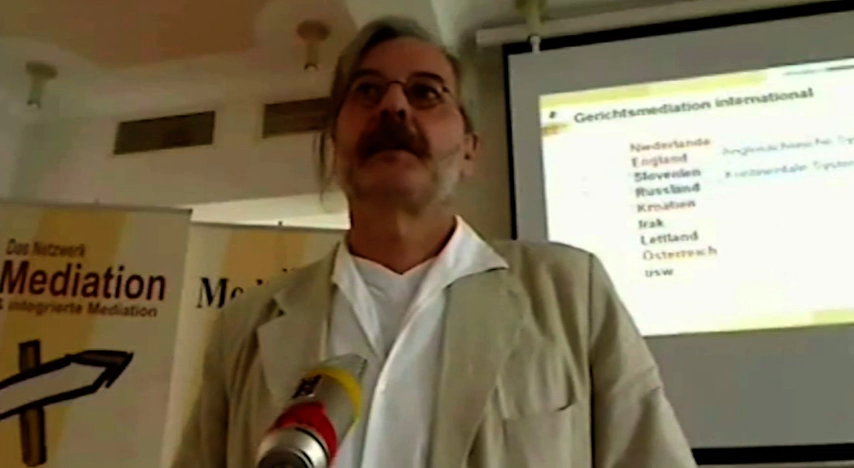 Das Netzwerk
Mediation
& integrierte Mediation
Gerichtsmediation international
Niederlande
England
Slovenien
Russland
Kroatien
Irak
Lettland
Österreich
usw